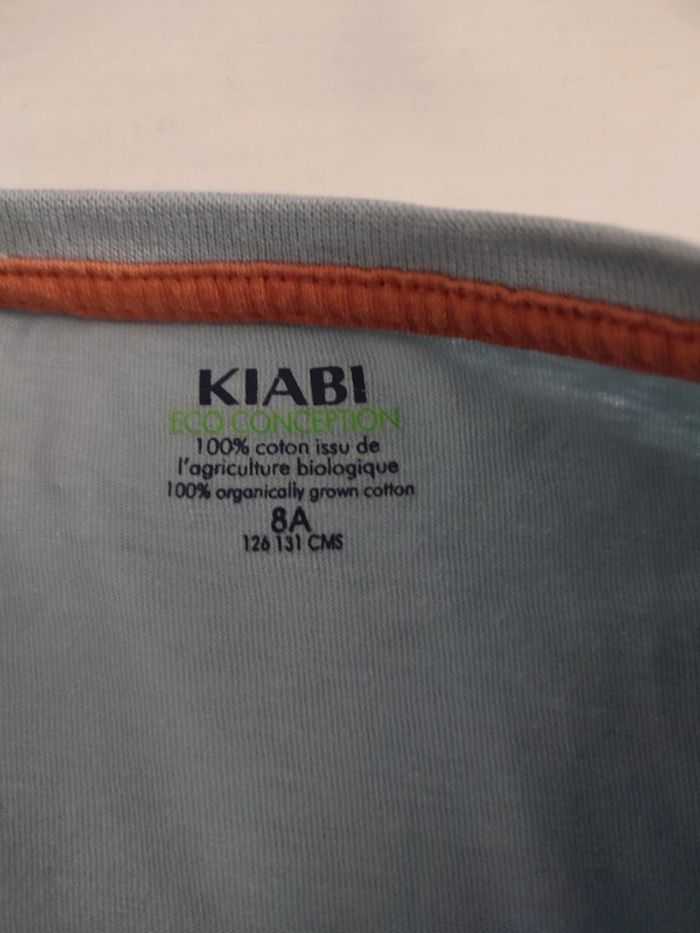 KIABI
ECO CONCEPTION
100% coton issu de
l'agriculture biologique
100% organically grown cotton
8A
126 131 CMS